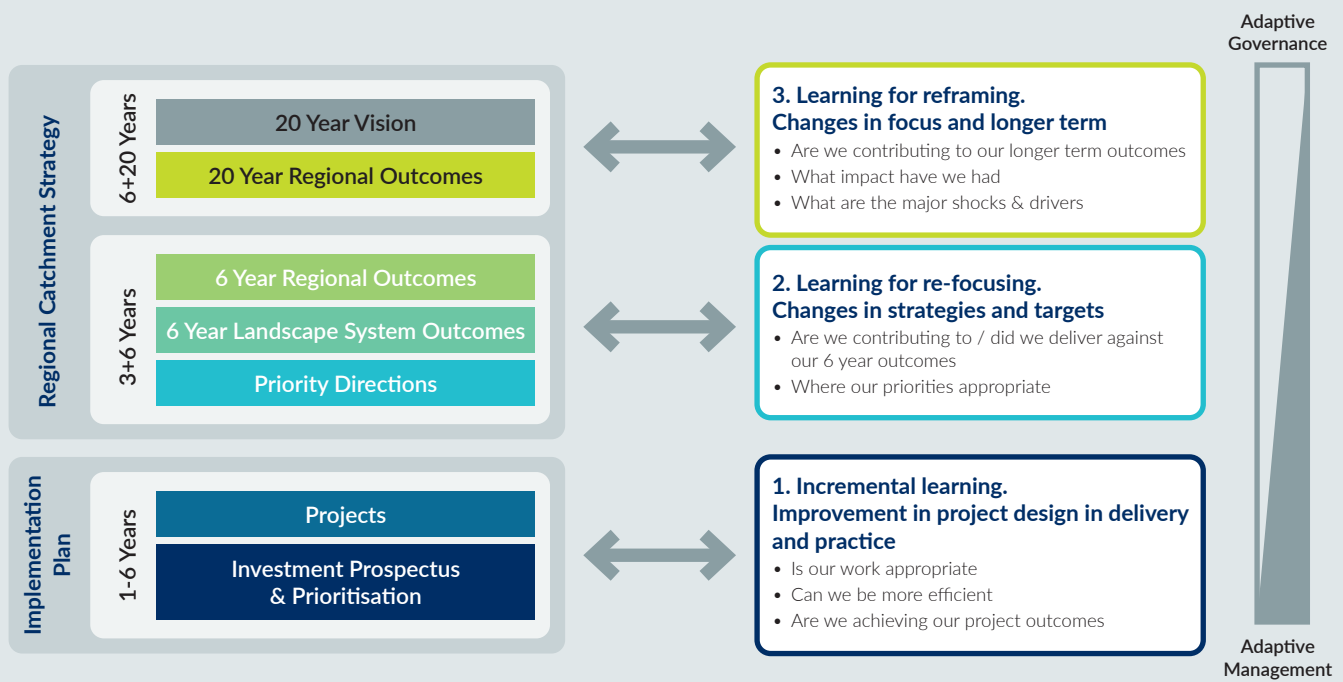 Adaptive
Governance
Regional Catchment Strategy
6+20 Years
20 Year Vision
20 Year Regional Outcomes
3. Learning for reframing.
Changes in focus and longer term
• Are we contributing to our longer term outcomes
• What impact have we had
• What are the major shocks & drivers
3+6 Years
6 Year Regional Outcomes
6 Year Landscape System Outcomes
Priority Directions
2. Learning for re-focusing.
Changes in strategies and targets
• Are we contributing to / did we deliver against
our 6 year outcomes
• Where our priorities appropriate
Implementation
Plan
1-6 Years
Projects
Investment Prospectus
& Prioritisation
1. Incremental learning.
Improvement in project design in delivery
and practice
• Is our work appropriate
• Can we be more efficient
• Are we achieving our project outcomes
Adaptive
Management